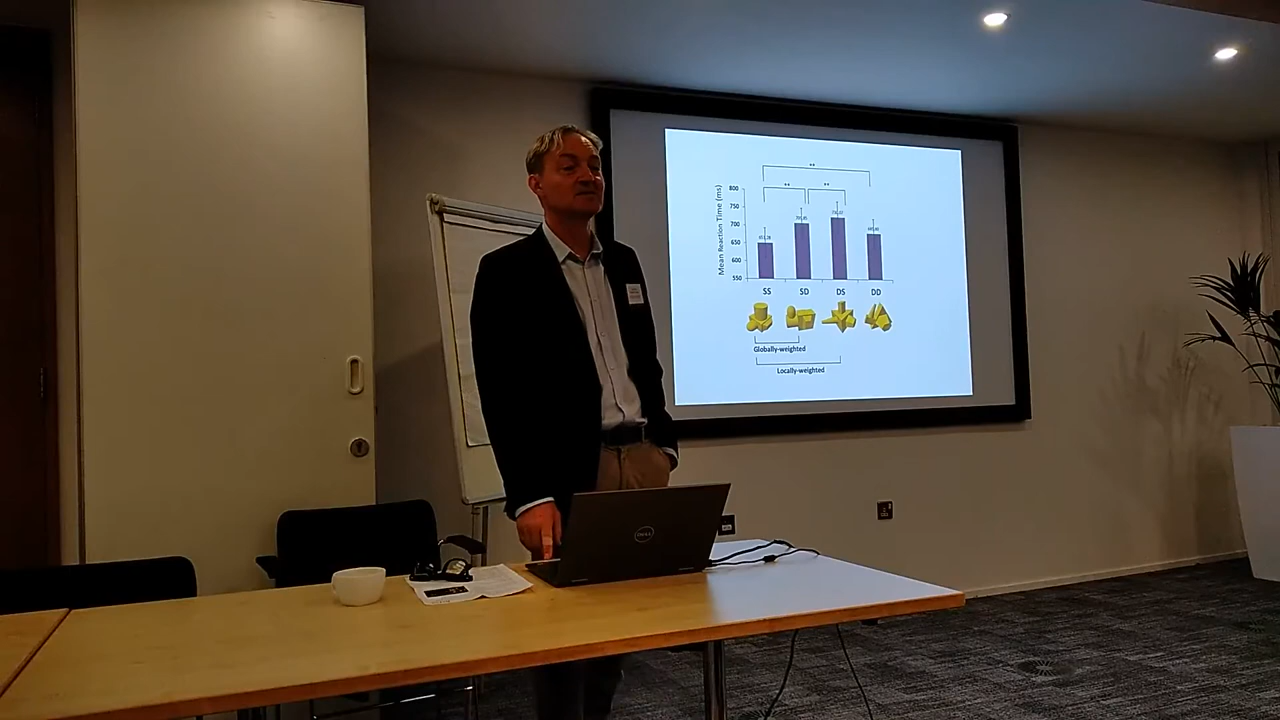 **
** **
Mean Reaction Time (ms)
800
750
700
650
600
550
SS SD DS DD
Globally-weighted
Locally-weighted
DELL